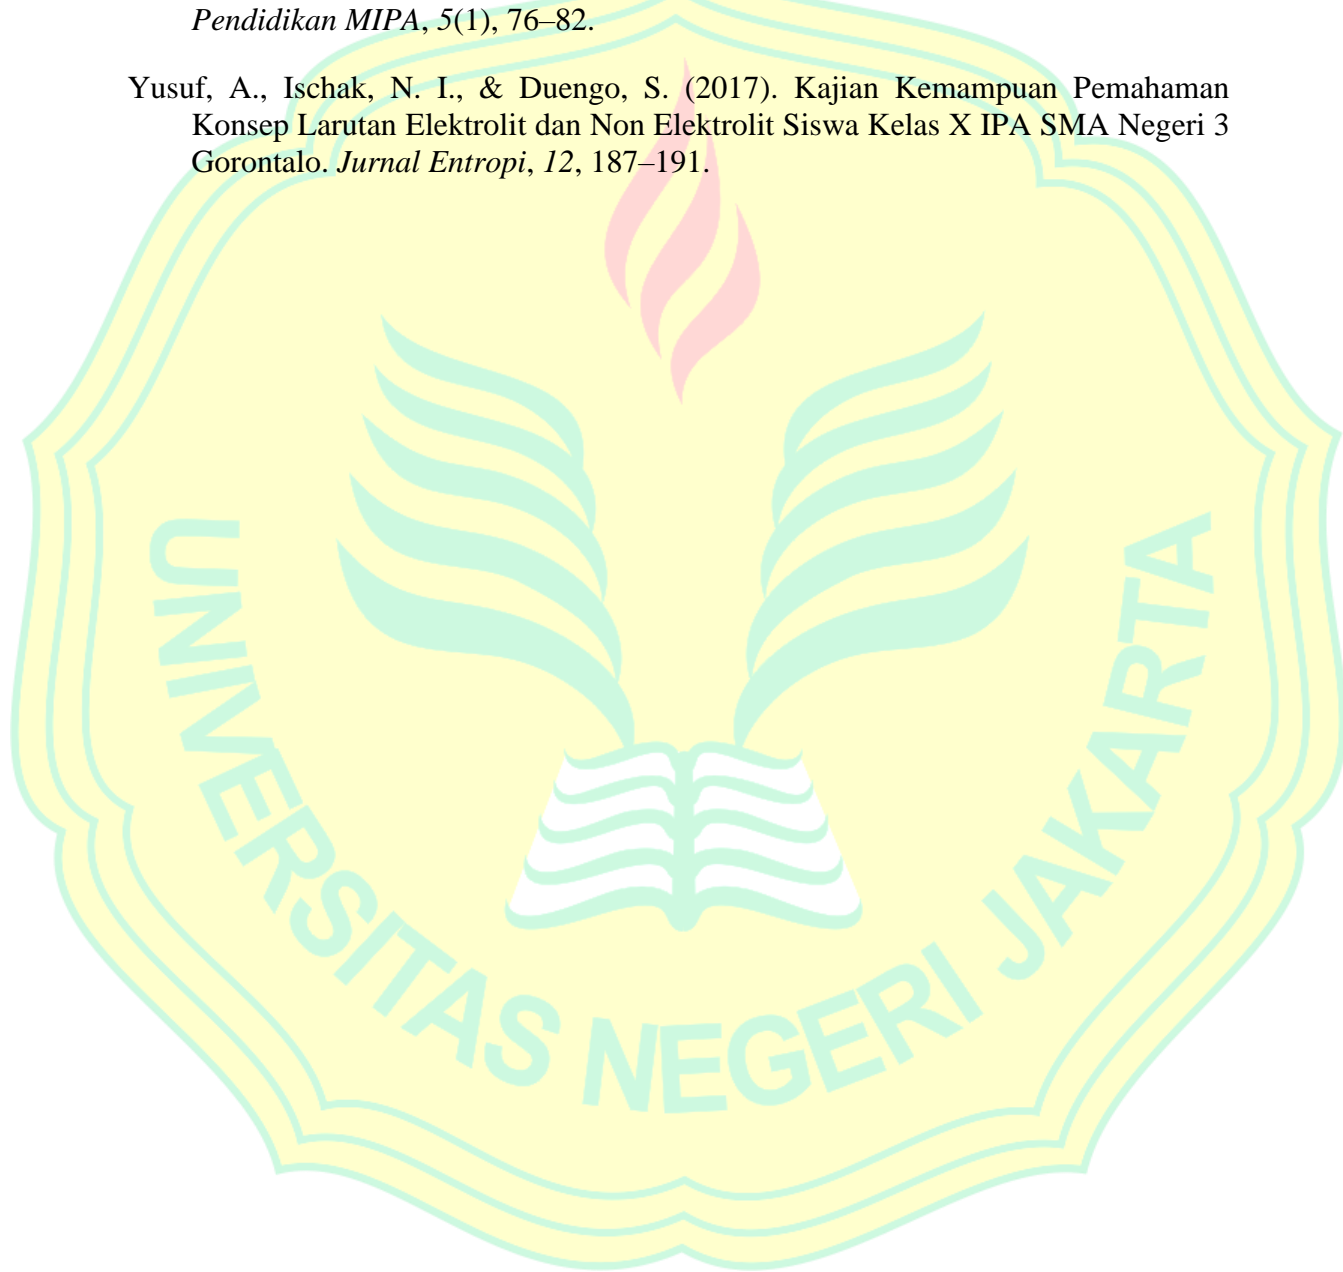 Pendidikan MIPA, 5(1), 76–82.
Yusuf, A., Ischak, N. I., & Duengo, S. (2017). Kajian Kemampuan Pemahaman
Konsep Larutan Elektrolit dan Non Elektrolit Siswa Kelas X IPA SMA Negeri 3
Gorontalo. Jurnal Entropi, 12, 187–191.
UNIVERSITAS NEGERI JAKARTA